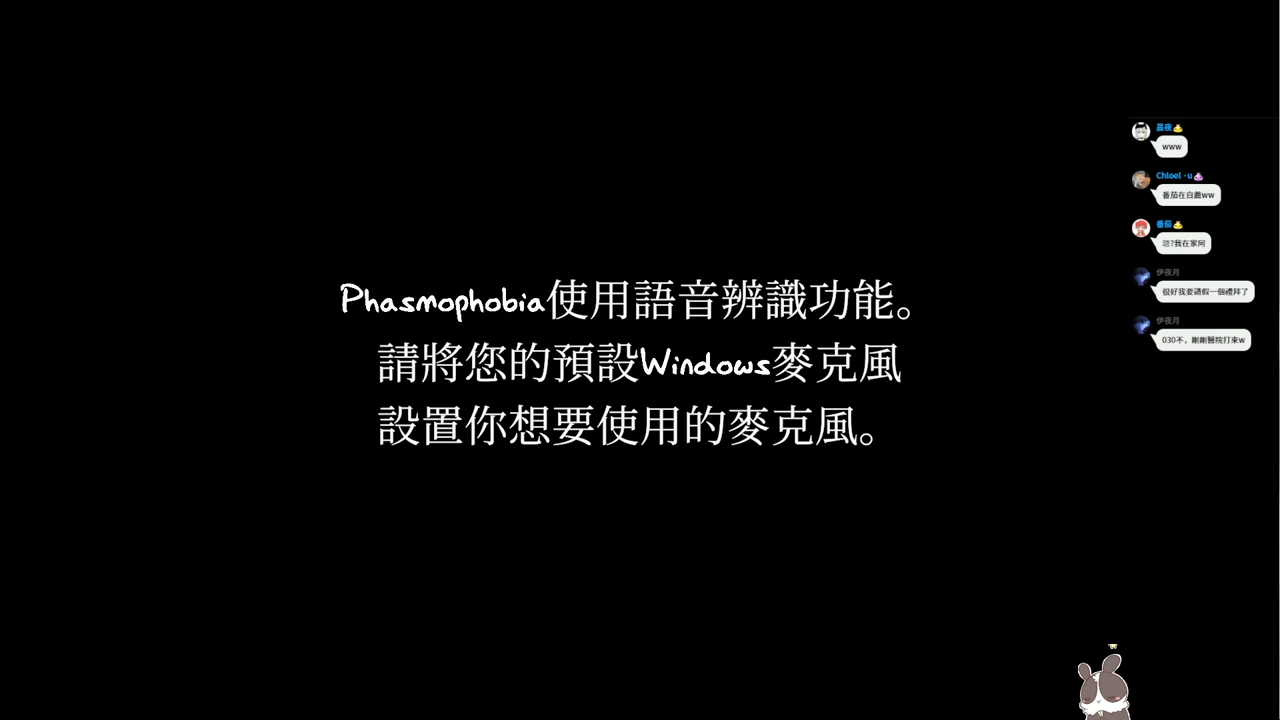 Phasmophobia使用語音辨識功能。
請將您的預設Windows麥克風
設置你想要使用的麥克風。
www
Chloel ·u
番茄在自薦ww
番茄
蛤?我在家阿
伊夜月
很好我要請假一個禮拜了
伊夜月
030不，剛剛醫院打來w